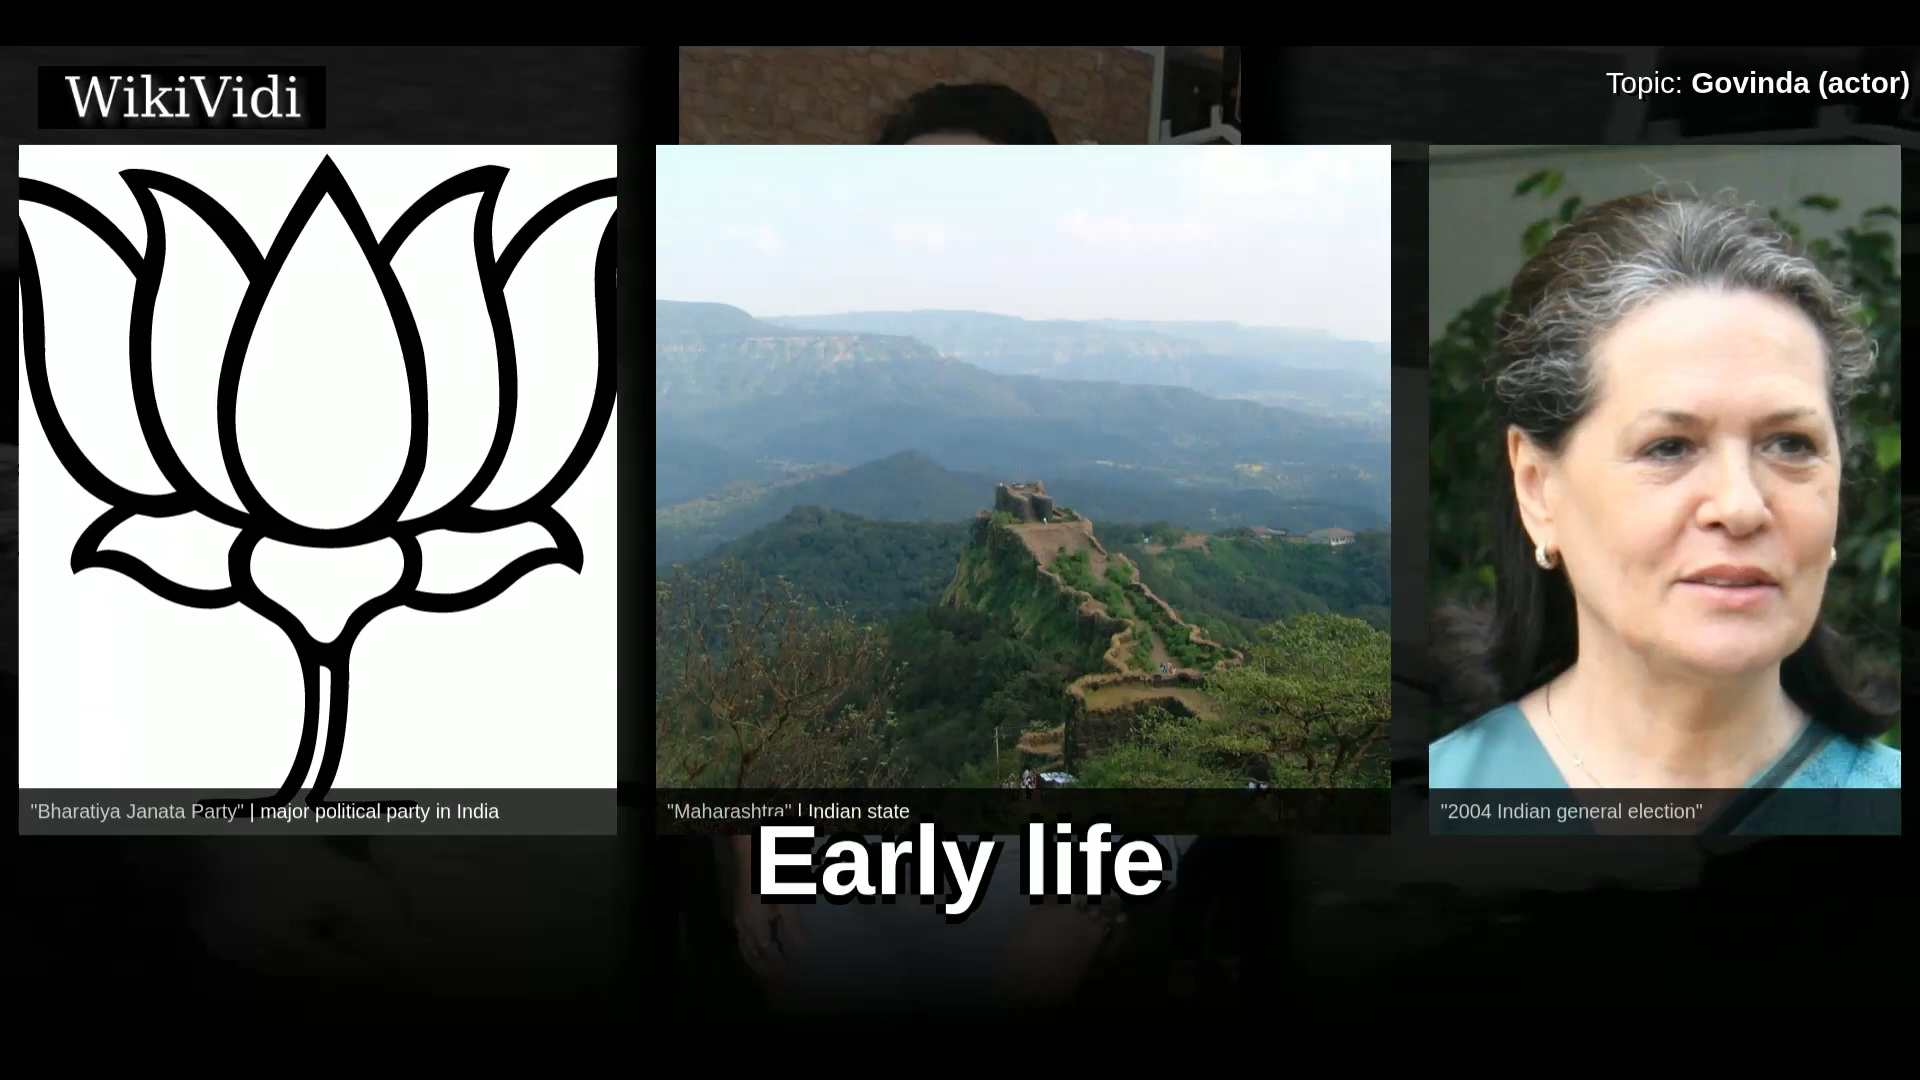 WikiVidi
Topic: Govinda (actor)
"Bharatiya Janata Party" | major political party in India
"Maharashtra" | Indian state
"2004 Indian general election"
Early life